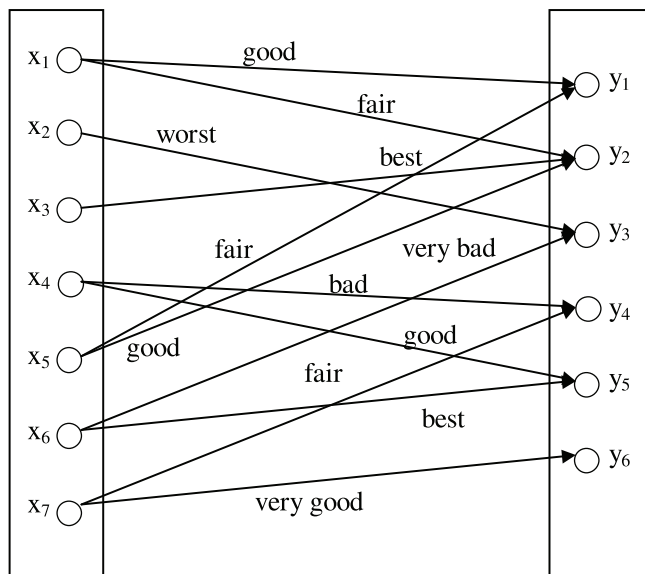 x1
good
y1
fair
x2
worst
best
y2
x3
fair
very bad
y3
x4
bad
good
y4
x5
good
fair
y5
x6
best
y6
x7
very good